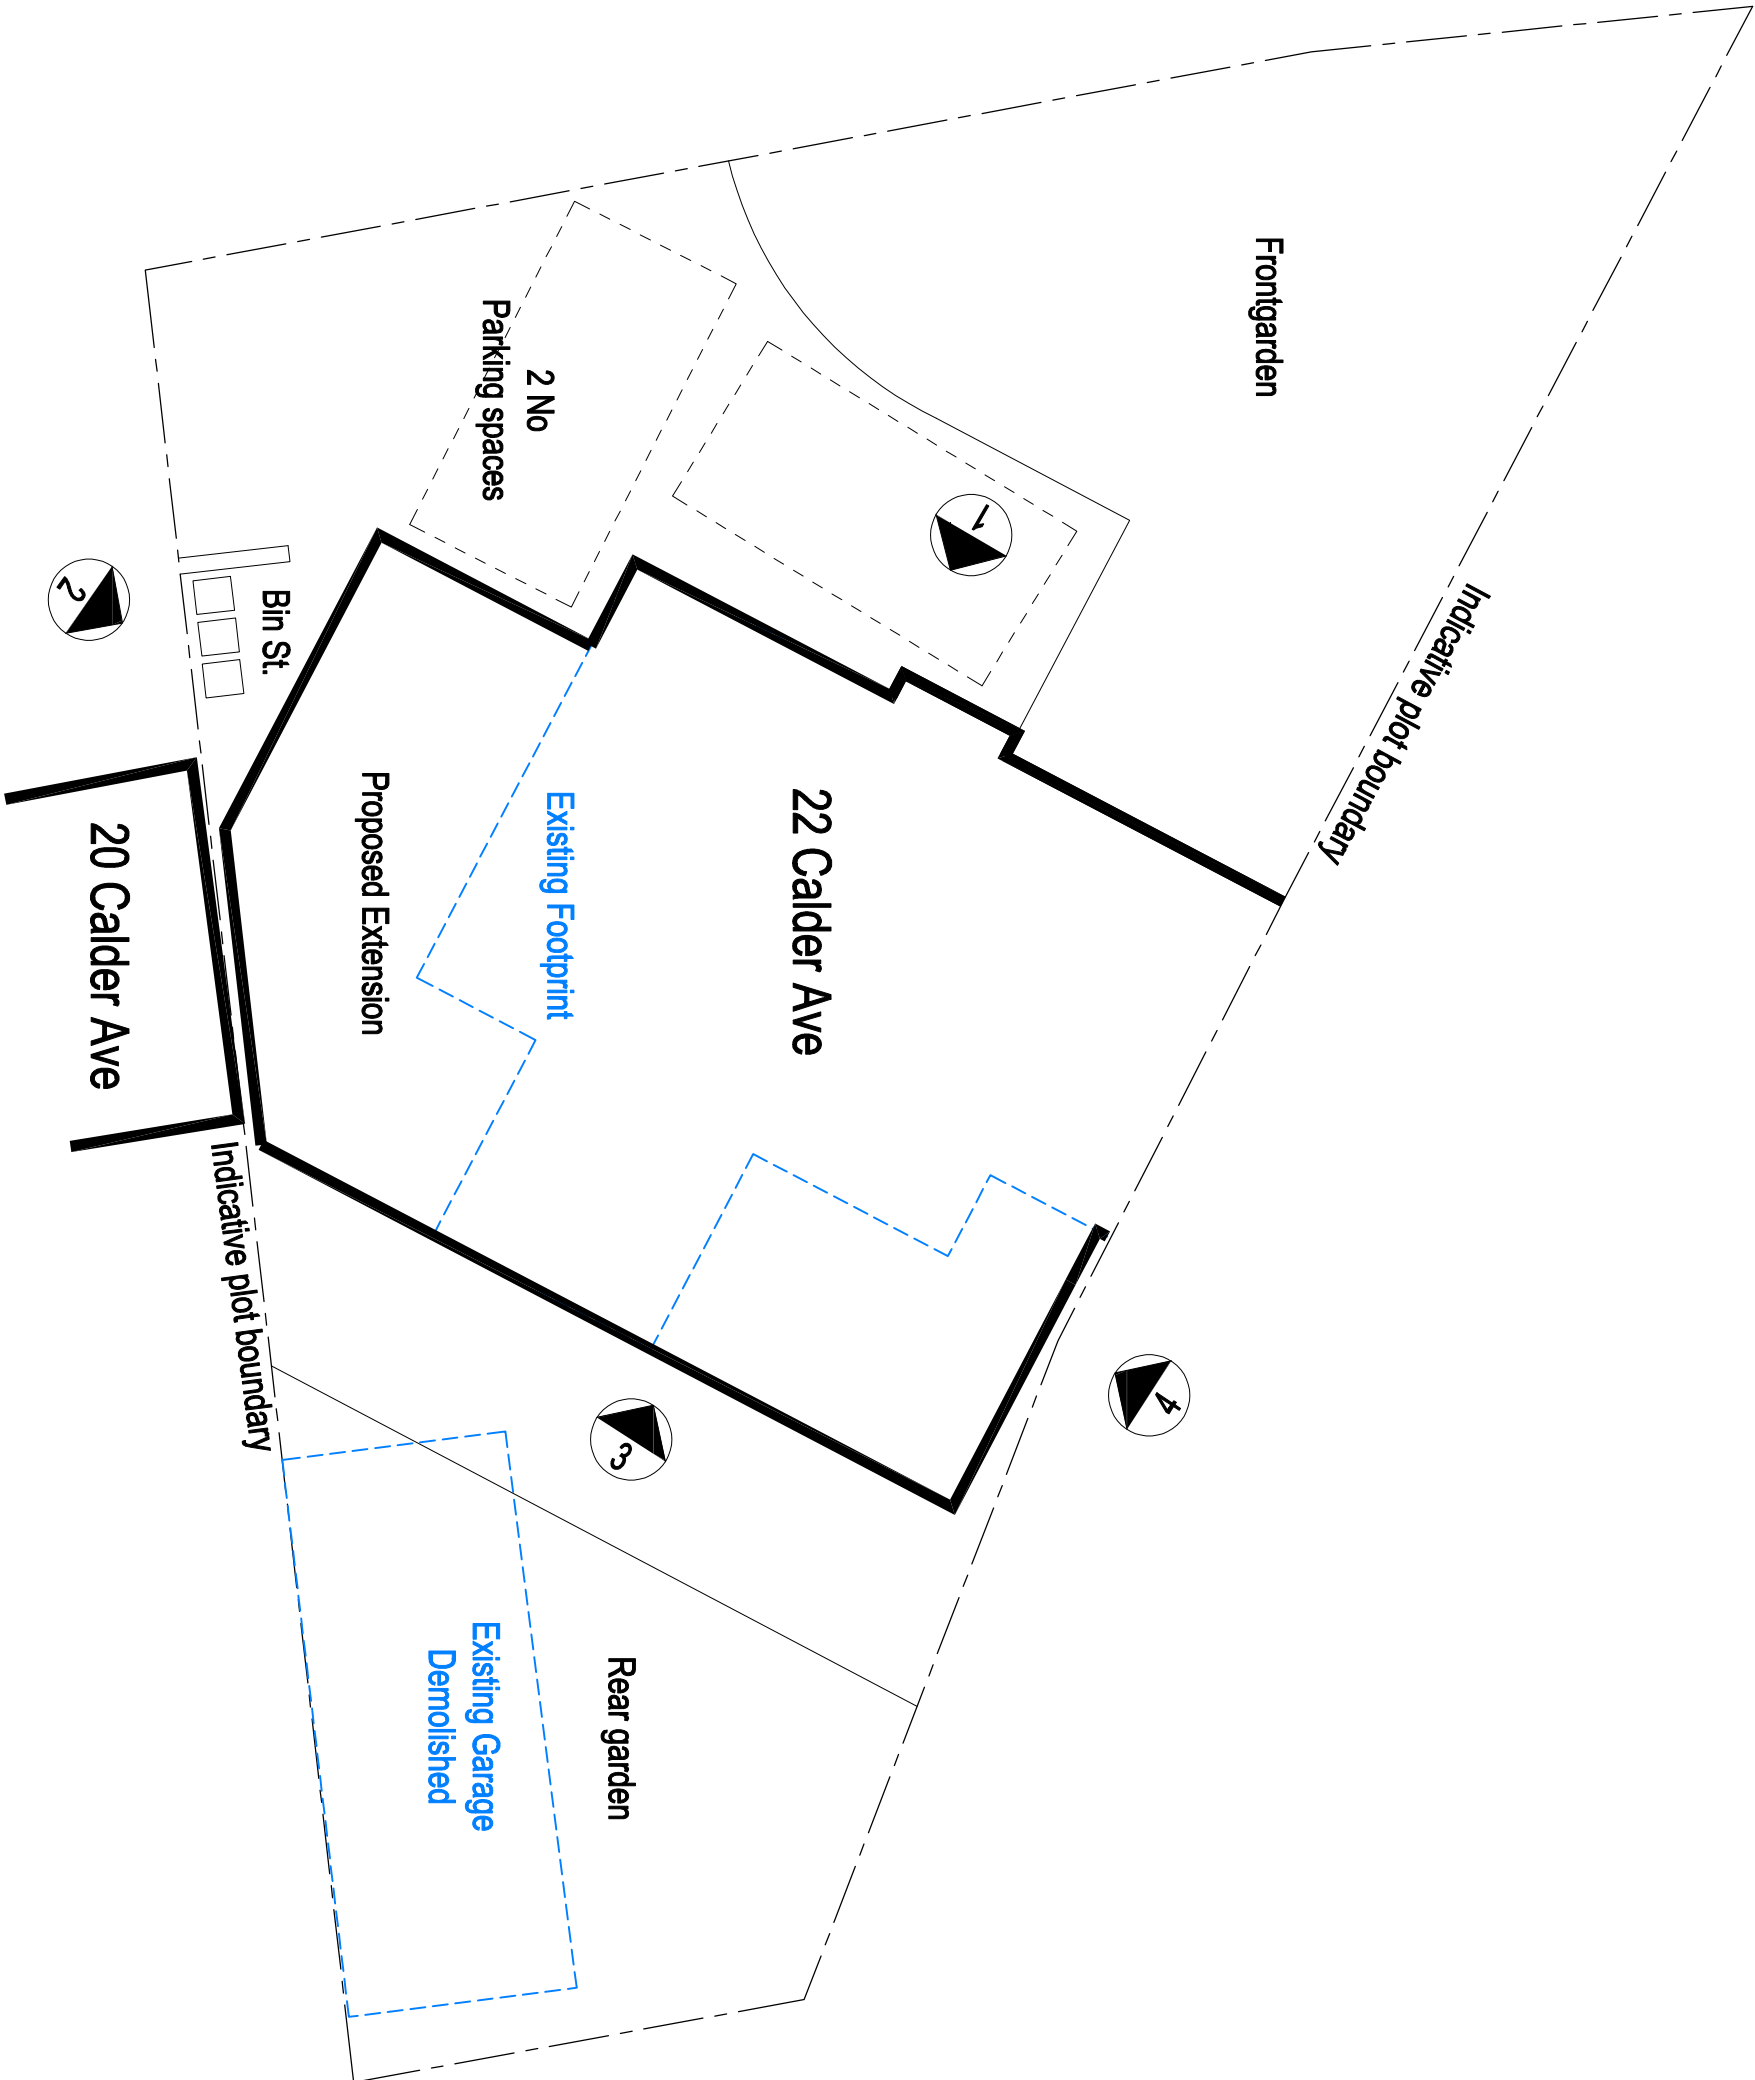 Frontgarden
Indicative plot boundary
1
2 No
Parking spaces
Bin St.
2
22 Calder Ave
Existing Footprint
Proposed Extension
20 Calder Ave
Indicative plot boundary
4
3
Rear garden
Existing Garage
Demolished